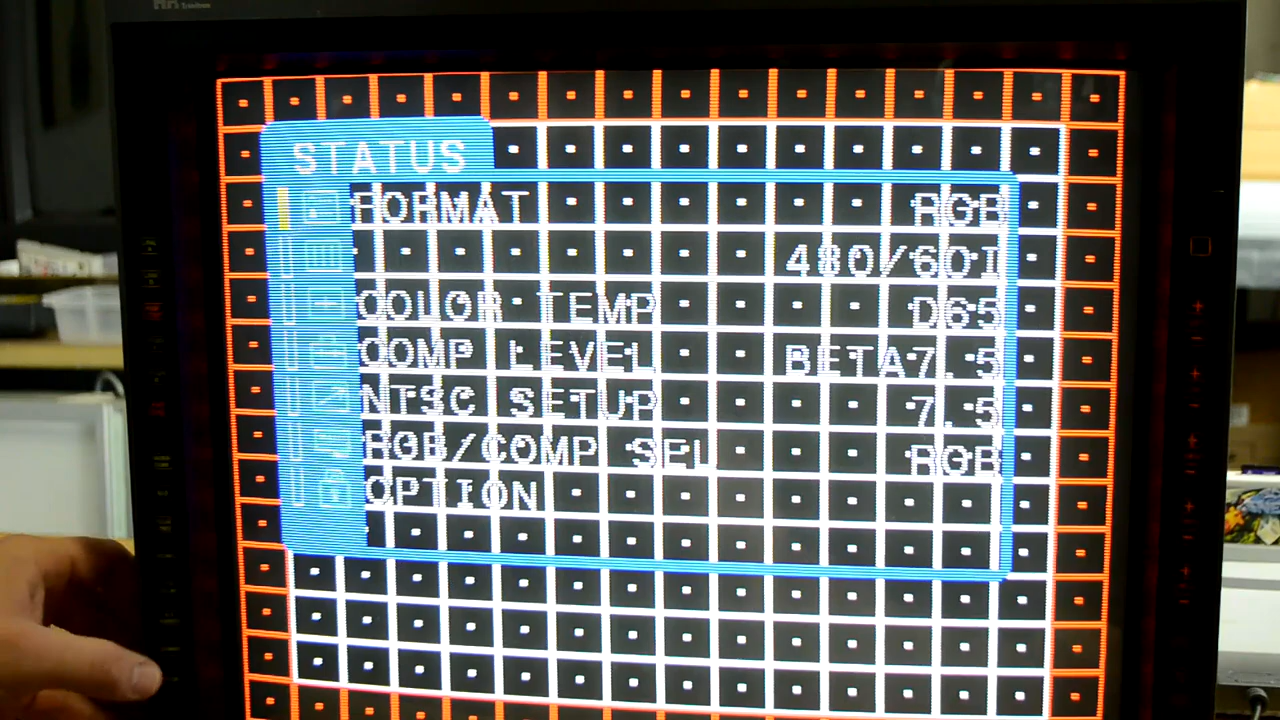 Trinitron
STATUS
FORMAT RGB
480/60I
COLOR TEMP D65
COMP LEVEL BETA7.5
NTSC SETUP 7.5
RGB/COMP SEL RGB
OPTION